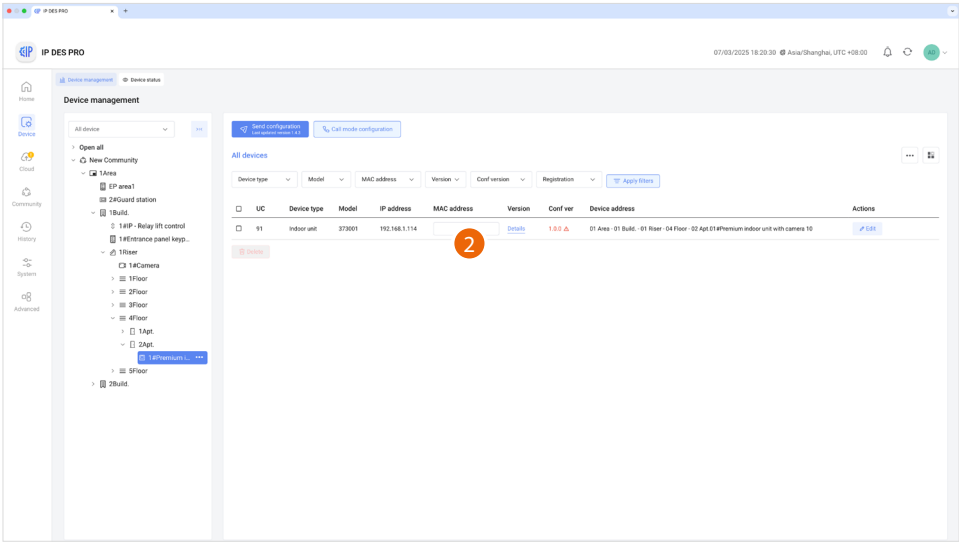 IP DES PRO × +
IP DES PRO
07/03/2025 18:20:39 Asia/Shanghai, UTC +08:00
AD
Device management Device status
Home
Device
Cloud
Community
History
System
Advanced
Device management
All device
Open all
New Community
1Area
EP area1
2#Guard station
1Build.
1#IP - Relay lift control
1#Entrance panel keyp...
1Riser
1#Camera
1Floor
2Floor
3Floor
4Floor
1Apt.
2Apt.
1#Premium i...
5Floor
2Build.
Send configuration
Call mode configuration
All devices
Device type Model MAC address Version Conf version Registration Apply filters
UC Device type Model IP address MAC address Version Conf ver Device address Actions
91 indoor unit 373001 192.168.1.114 Details 1.0.0 01 Area - 01 Build. - 01 Riser - 04 Floor - 02 Apt.01#Premium indoor unit with camera 10 Edit
2
Delete